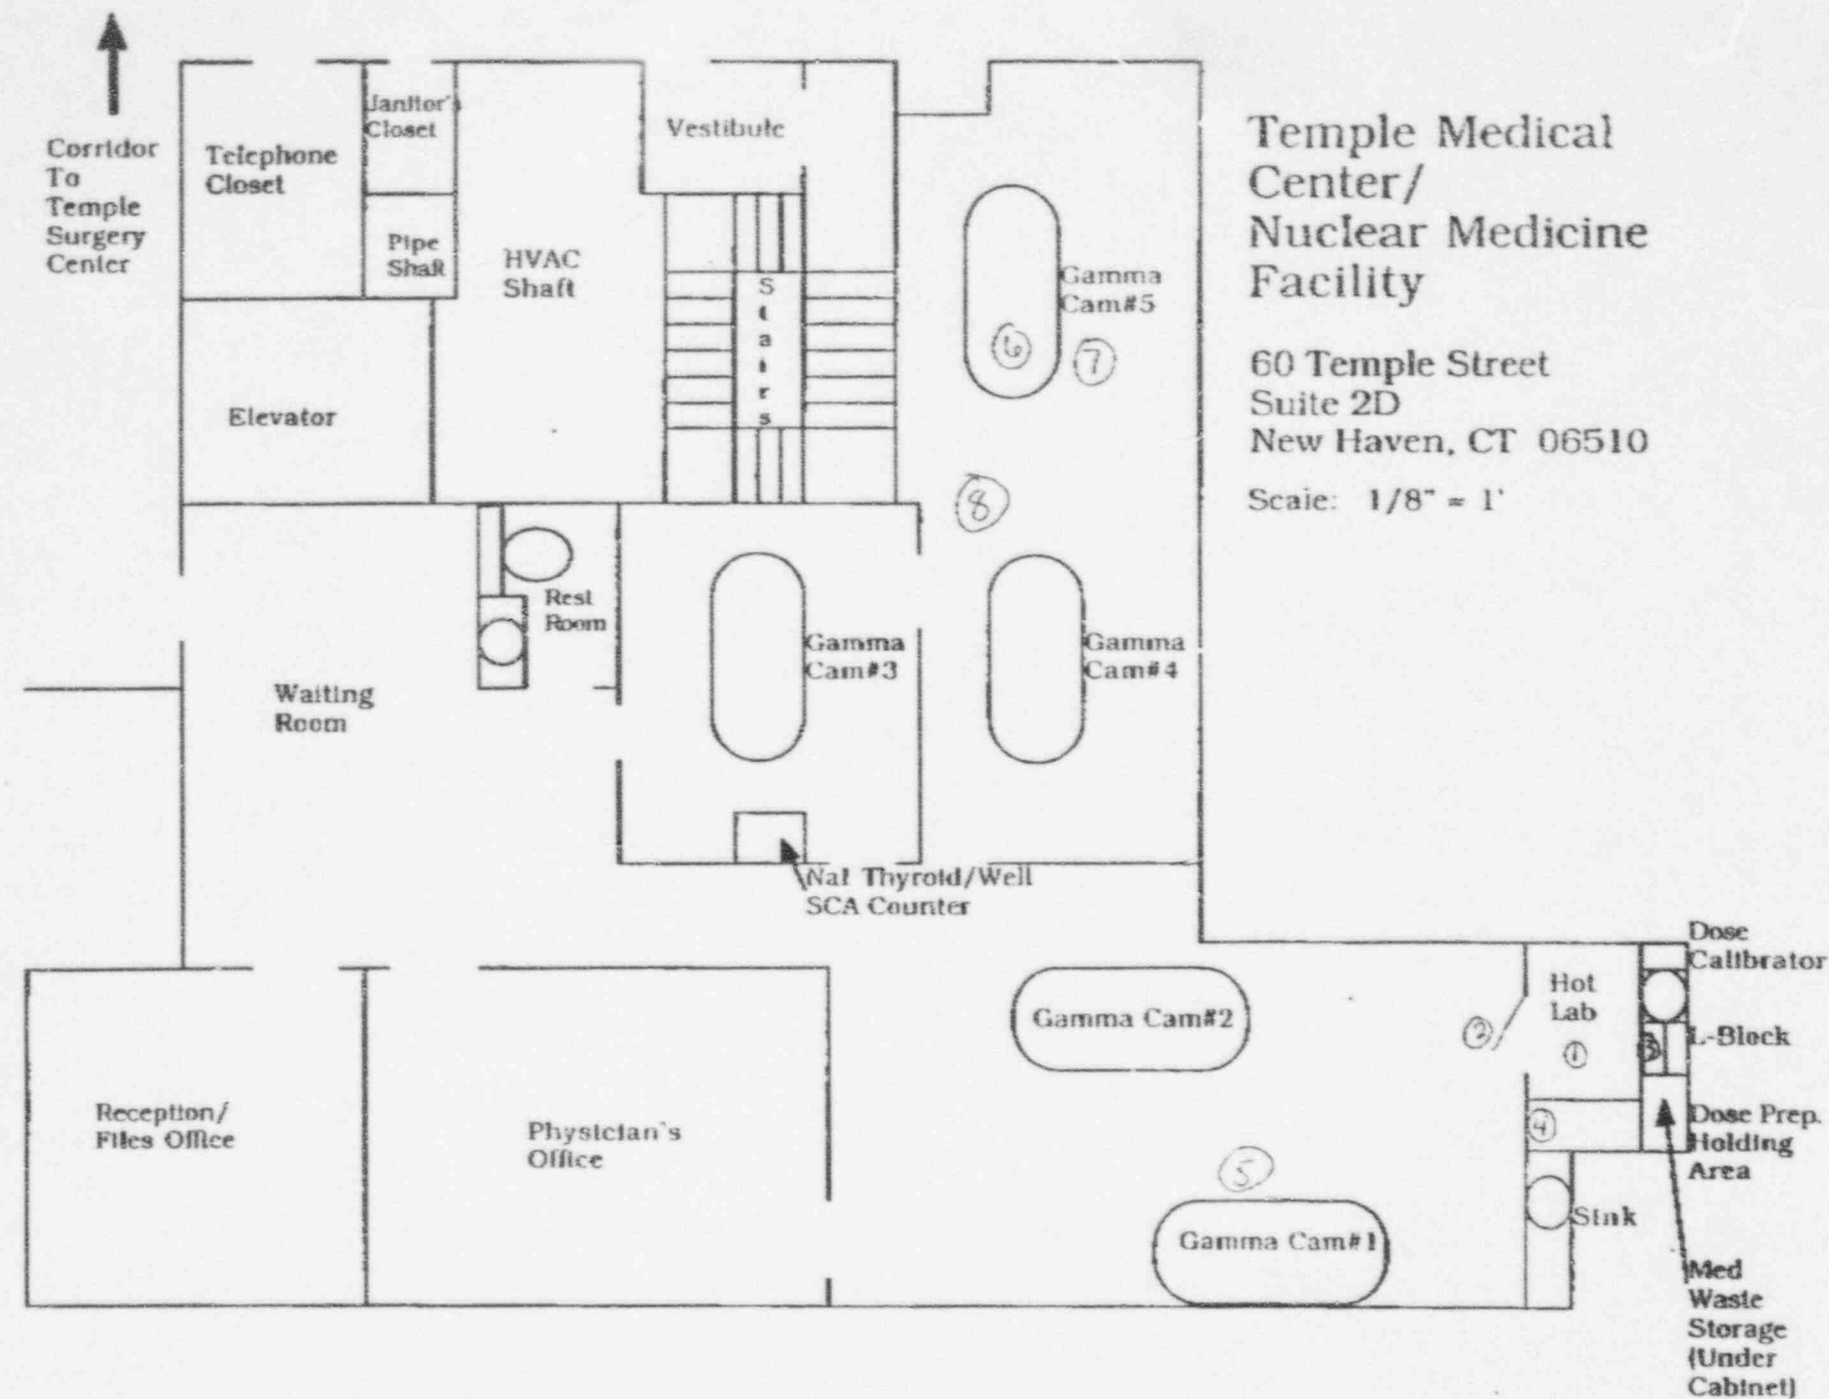 Corridor
To
Temple
Surgery
Center
Telephone
Closet
Janitor's
Closet
Pipe
Shaft
HVAC
Shaft
Vestibule
Stairs
Elevator
Gamma
Cam#5
6
7
8
Temple Medical
Center/
Nuclear Medicine
Facility
60 Temple Street
Suite 2D
New Haven, CT 06510
Scale: 1/8" = 1'
Rest
Room
Waiting
Room
Gamma
Cam#3
Gamma
Cam#4
NaI Thyroid/Well
SCA Counter
Reception/
Files Office
Physician's
Office
Gamma Cam#2
5
Gamma Cam#1
2
Hot
Lab
1
3
4
Dose
Calibrator
L-Block
Dose Prep.
Holding
Area
Sink
Med
Waste
Storage
(Under
Cabinet)